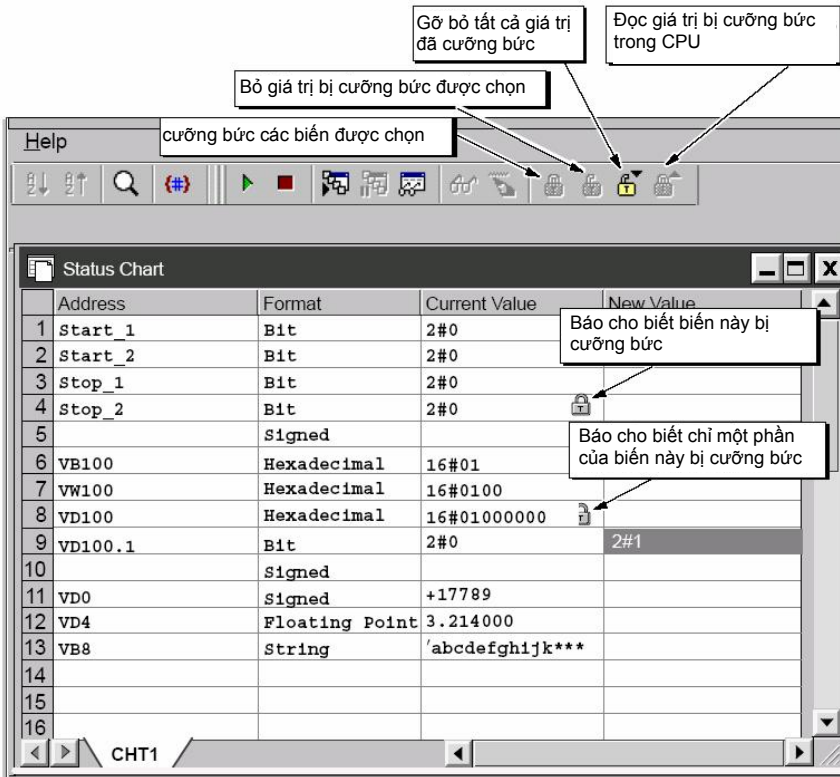 Gỡ bỏ tất cả giá trị
đã cưỡng bức
Đọc giá trị bị cưỡng bức
trong CPU
Bỏ giá trị bị cưỡng bức được chọn
cưỡng bức các biến được chọn
Help
Status Chart
Address Format Current Value New Value
1 Start_1 Bit 2#0
2 Start_2 Bit 2#0
3 Stop_1 Bit 2#0
4 Stop_2 Bit 2#0
5 Signed
6 VB100 Hexadecimal 16#01
7 VW100 Hexadecimal 16#0100
8 VD100 Hexadecimal 16#01000000
9 VD100.1 Bit 2#0 2#1
10 Signed
11 VD0 Signed +17789
12 VD4 Floating Point 3.214000
13 VB8 String 'abcdefghijk***
14
15
16
Báo cho biết biến này bị
cưỡng bức
Báo cho biết chỉ một phần
của biến này bị cưỡng bức
CHT1